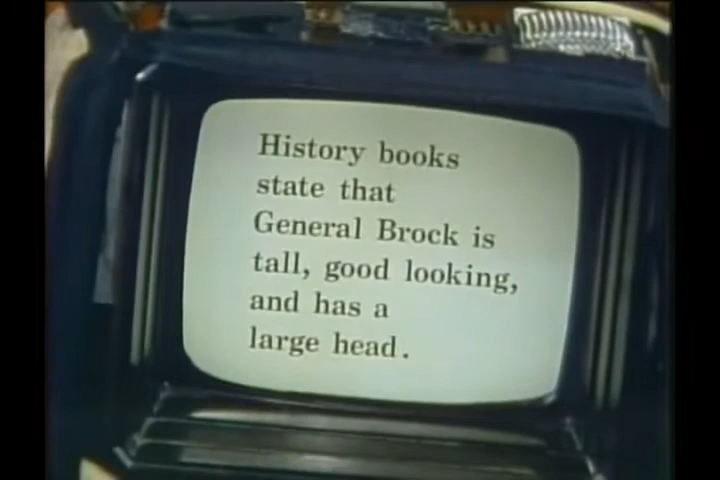 History books
state that
General Brock is
tall, good looking,
and has a
large head.